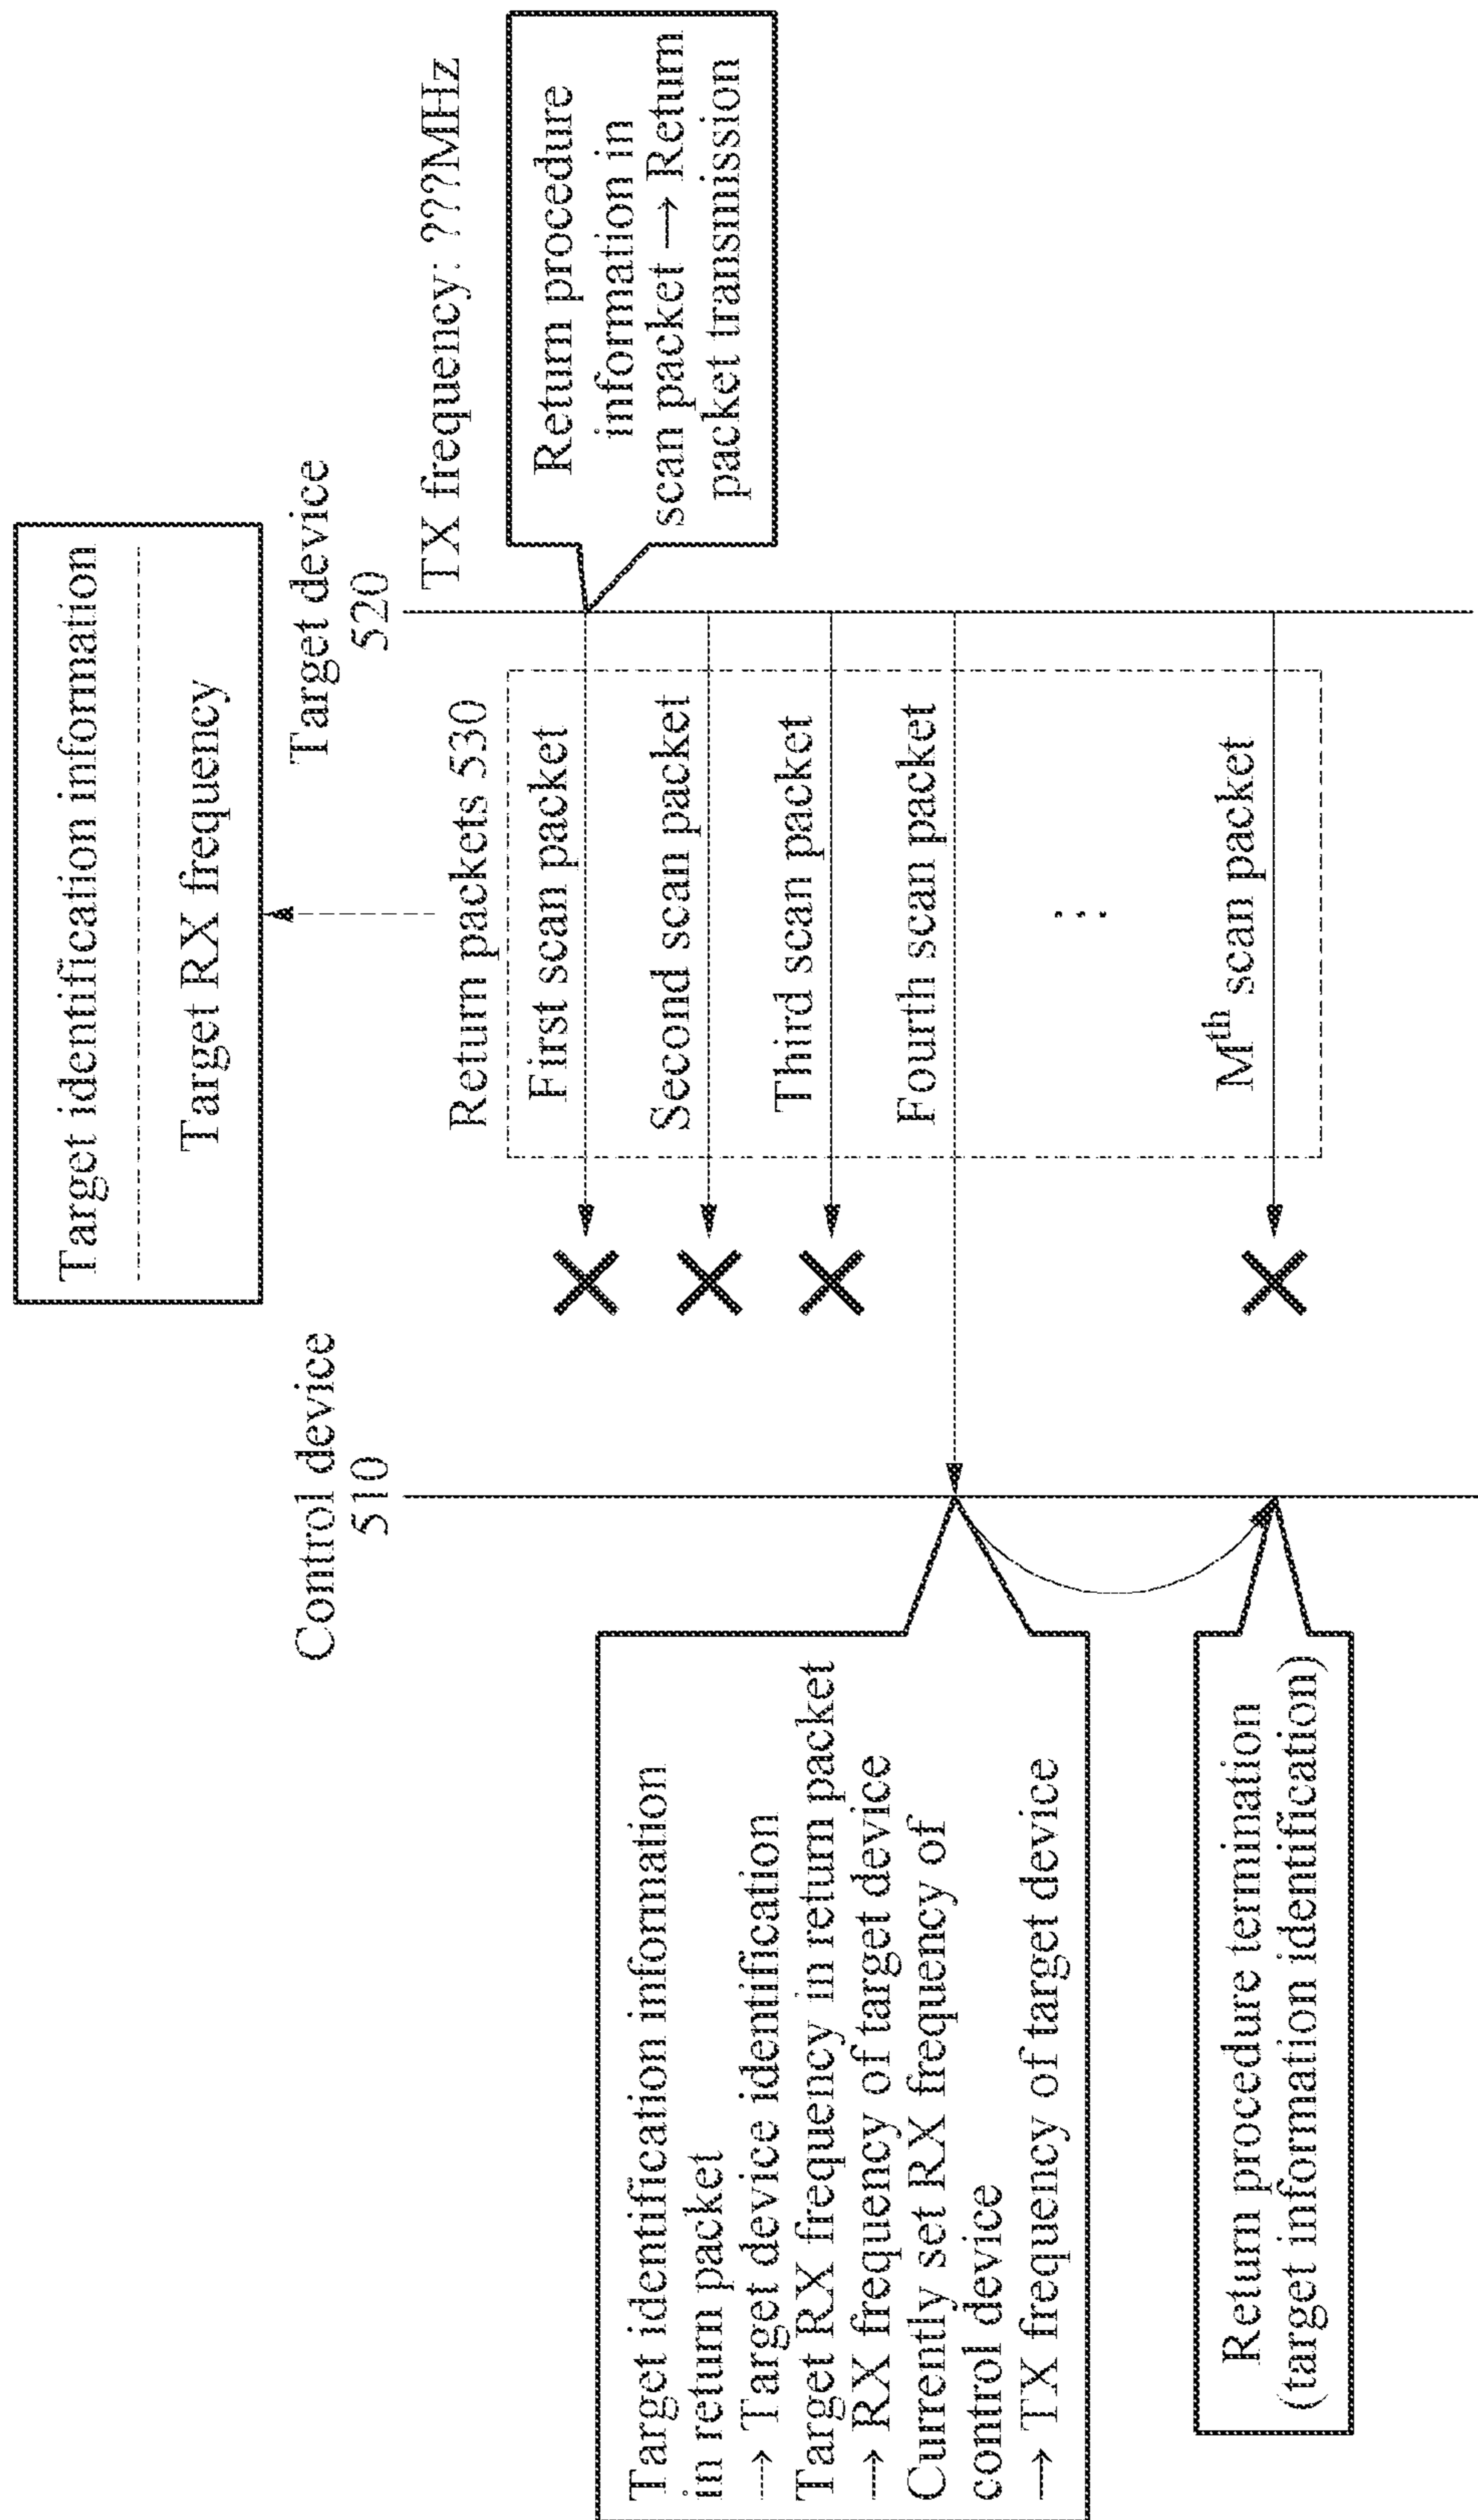 Target identification information
Target RX frequency
Control device
510
Target device
520
TX frequency: ???MHz
Return packets 530
Return procedure
information in
scan packet → Return
packet transmission
First scan packet
Second scan packet
Third scan packet
Fourth scan packet
⋮
Mth scan packet
Target identification information
in return packet
→ Target device identification
Target RX frequency in return packet
→ RX frequency of target device
Currently set RX frequency of
control device
→ TX frequency of target device
Return procedure termination
(target information identification)